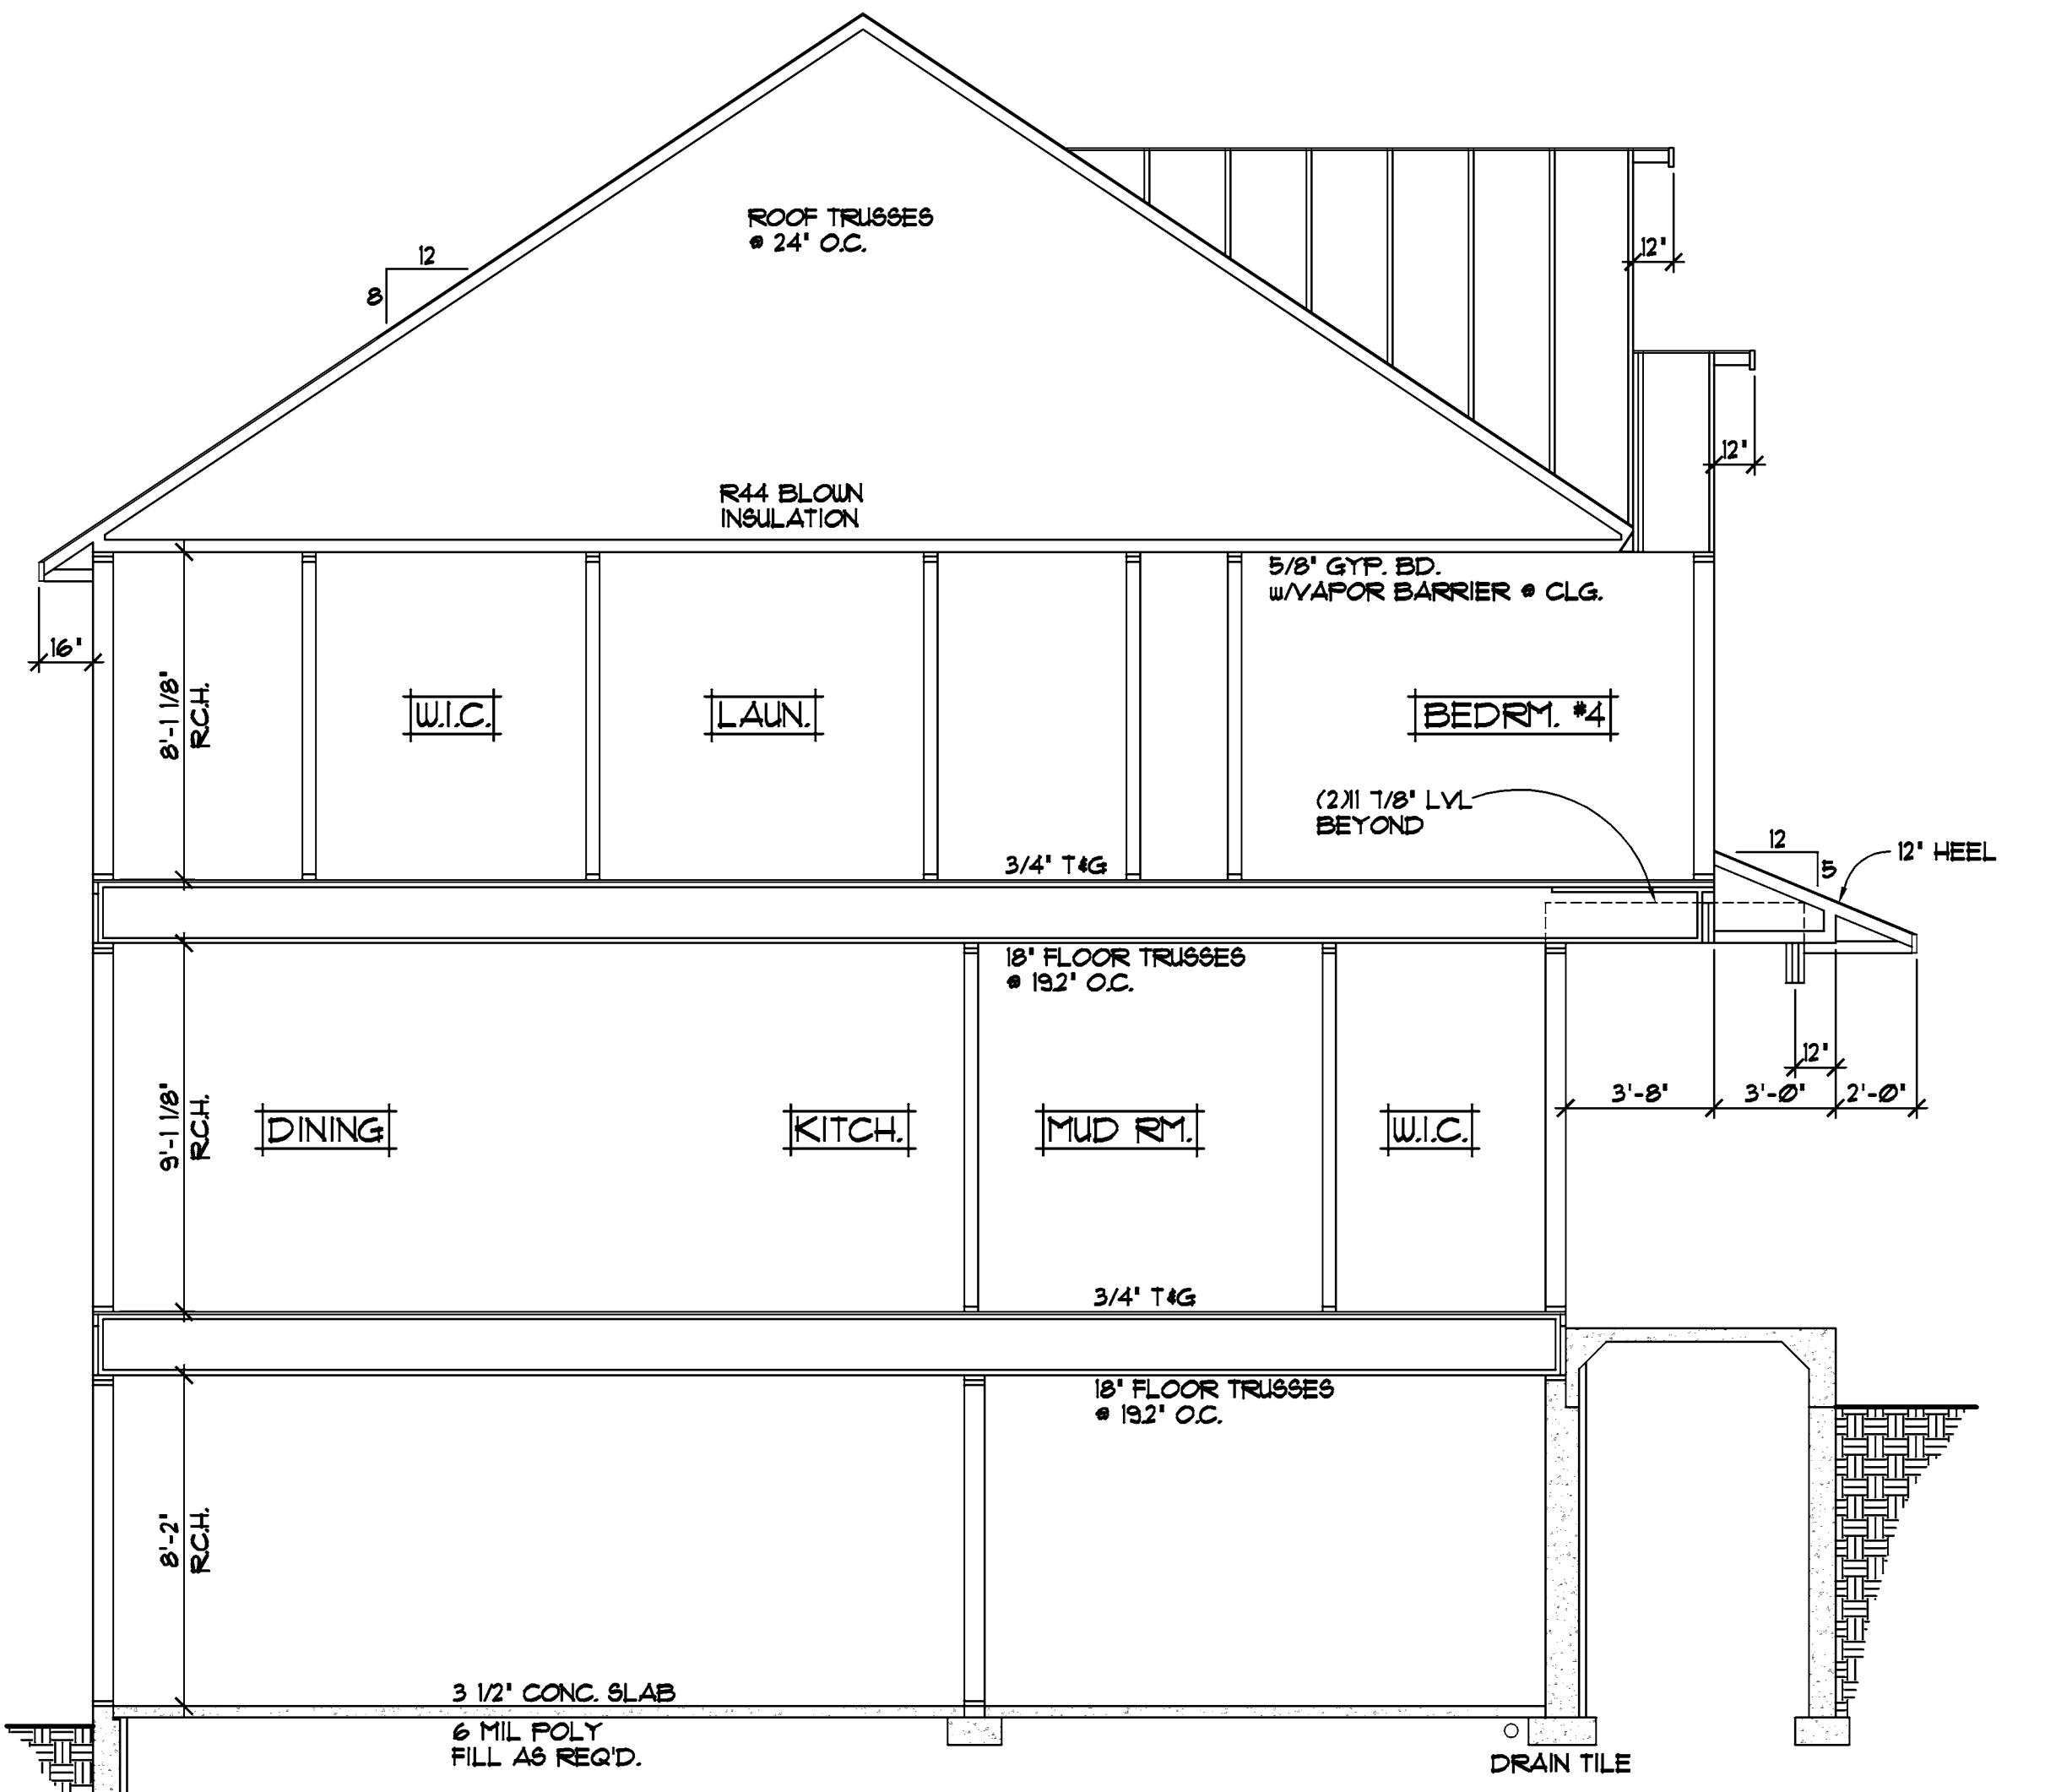 ROOF TRUSSES
@ 24" O.C.
12
8
12"
12"
R44 BLOWN
INSULATION
5/8" GYP. BD.
w/VAPOR BARRIER @ CLG.
16"
8'-1 1/8"
R.C.H.
W.I.C.
LAUN.
BEDRM. #4
(2)11 7/8" LVL
BEYOND
12
5
12" HEEL
3/4" T&G
18" FLOOR TRUSSES
@ 19.2" O.C.
12"
3'-8"
3'-0"
2'-0"
9'-1 1/8"
R.C.H.
DINING
KITCH.
MUD RM.
W.I.C.
3/4" T&G
18" FLOOR TRUSSES
@ 19.2" O.C.
8'-2"
R.C.H.
3 1/2" CONC. SLAB
6 MIL POLY
FILL AS REQ'D.
DRAIN TILE